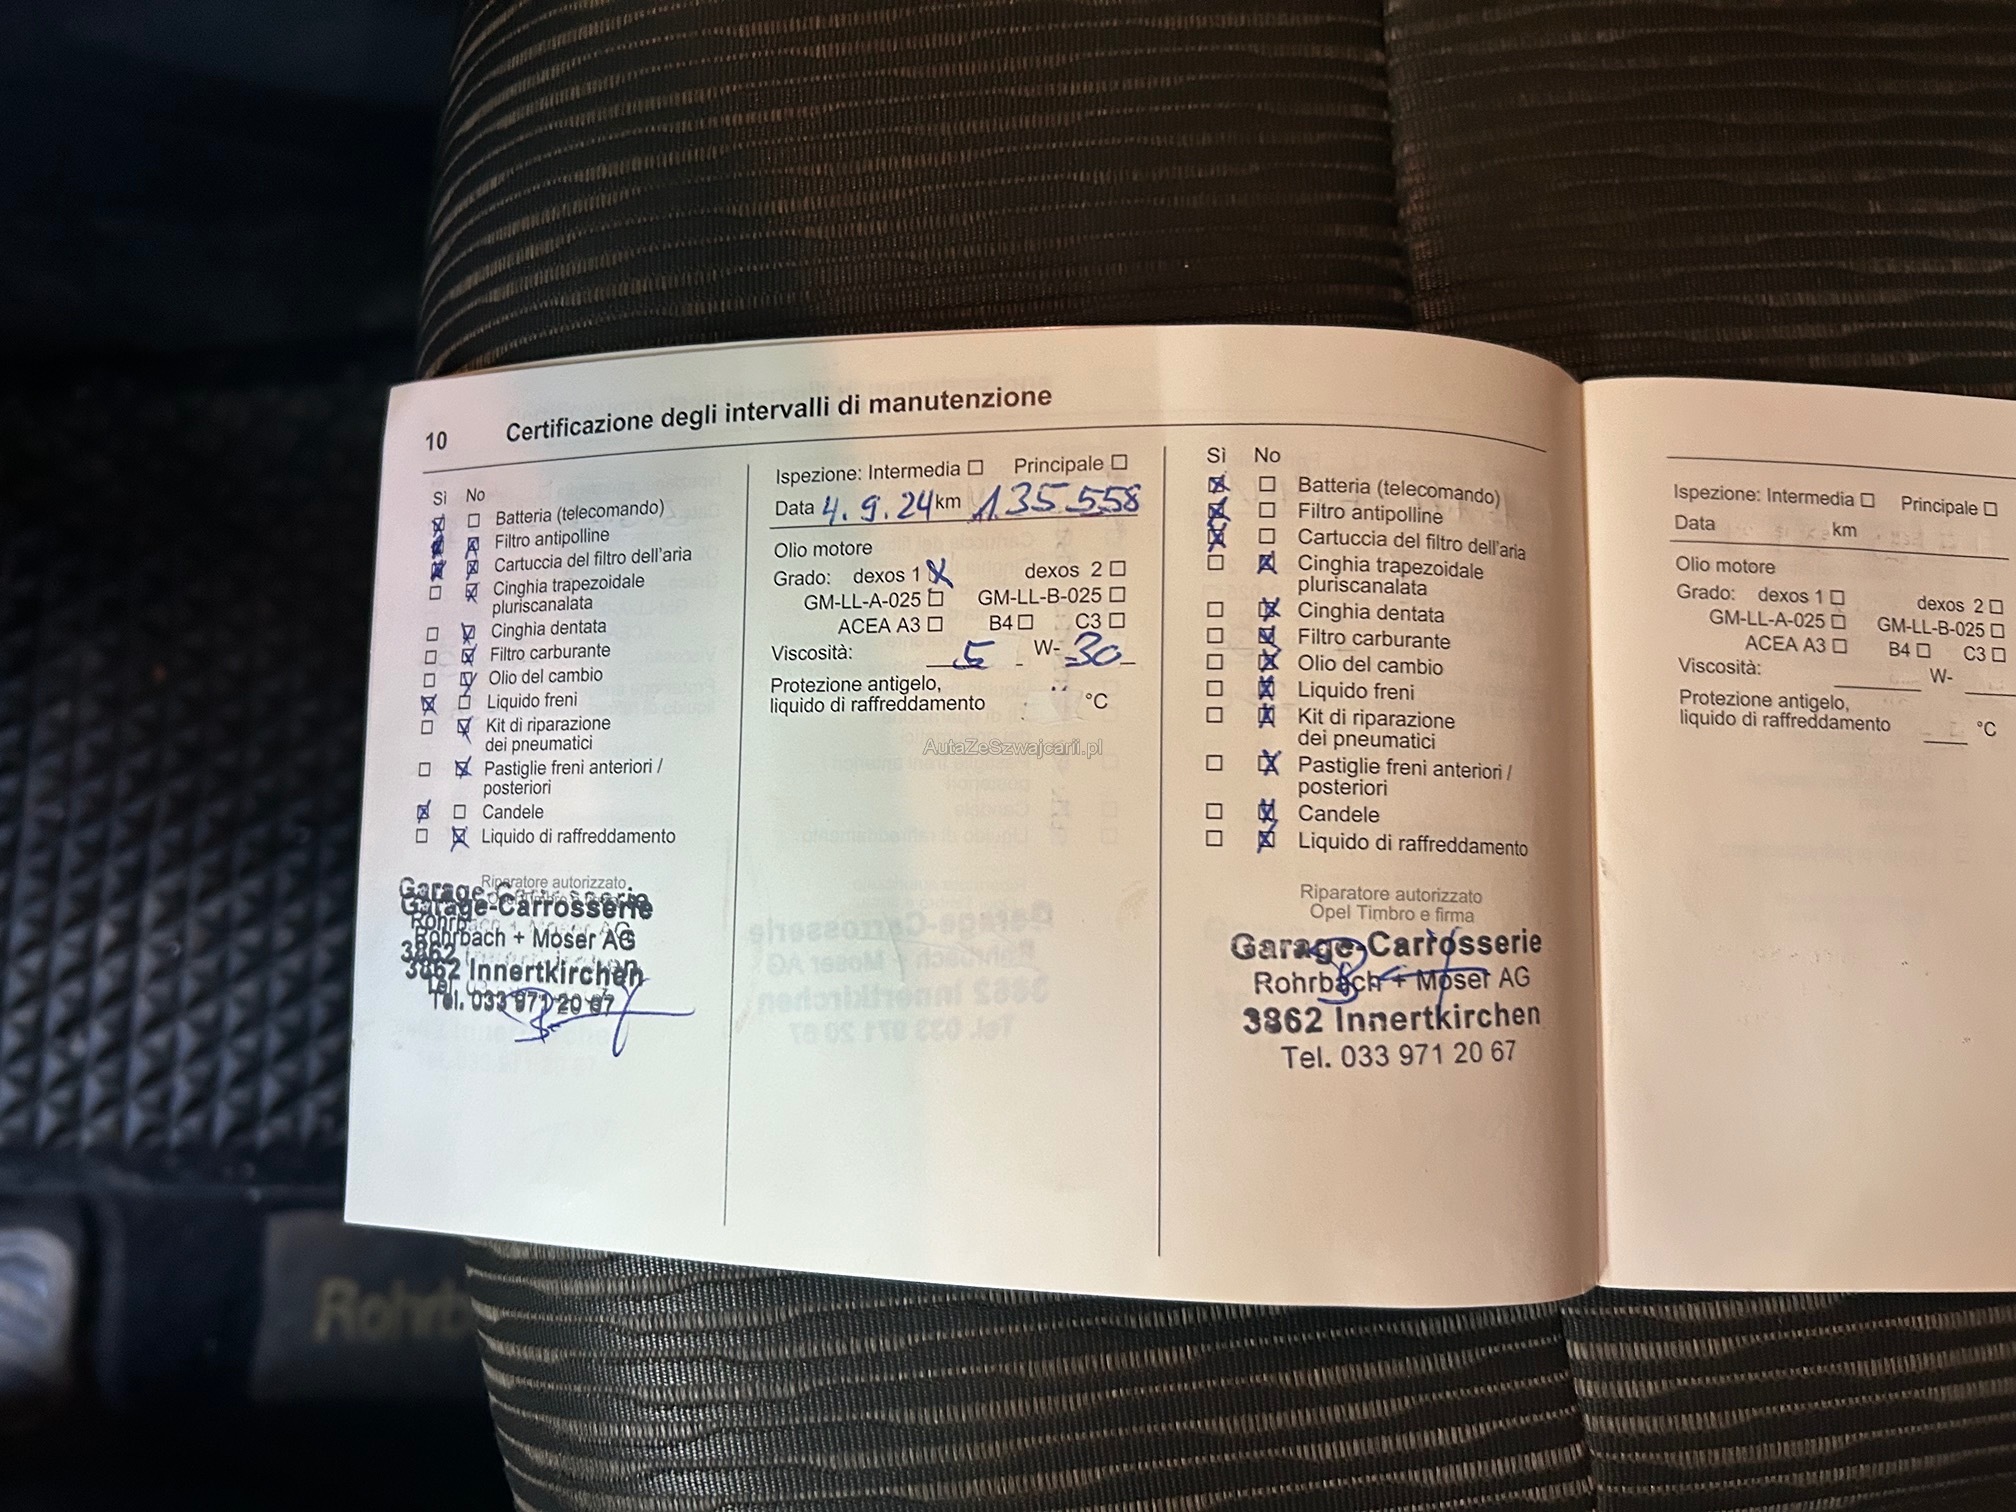 10 Certificazione degli intervalli di manutenzione
Sì No
Batteria (telecomando)
Filtro antipolline
Cartuccia del filtro dell'aria
Cinghia trapezoidale
pluriscanalata
Cinghia dentata
Filtro carburante
Olio del cambio
Liquido freni
Kit di riparazione
dei pneumatici
Pastiglie freni anteriori /
posteriori
Candele
Liquido di raffreddamento
Riparatore autorizzato
Garage-Carrosserie
Rohrbach + Moser AG
3862 Innertkirchen
Tel. 033 971 20 67
Ispezione: Intermedia Principale
Data 4.9.24 km 135558
Olio motore
Grado: dexos 1 dexos 2
GM-LL-A-025 GM-LL-B-025
ACEA A3 B4 C3
Viscosità: 5 W-30
Protezione antigelo,
liquido di raffreddamento °C
AutaZeSzwajcarii.pl
Sì No
Batteria (telecomando)
Filtro antipolline
Cartuccia del filtro dell'aria
Cinghia trapezoidale
pluriscanalata
Cinghia dentata
Filtro carburante
Olio del cambio
Liquido freni
Kit di riparazione
dei pneumatici
Pastiglie freni anteriori /
posteriori
Candele
Liquido di raffreddamento
Riparatore autorizzato
Opel Timbro e firma
Garage-Carrosserie
Rohrbach + Moser AG
3862 Innertkirchen
Tel. 033 971 20 67
Ispezione: Intermedia Principale
Data km
Olio motore
Grado: dexos 1 dexos 2
GM-LL-A-025 GM-LL-B-025
ACEA A3 B4 C3
Viscosità: W-
Protezione antigelo,
liquido di raffreddamento °C